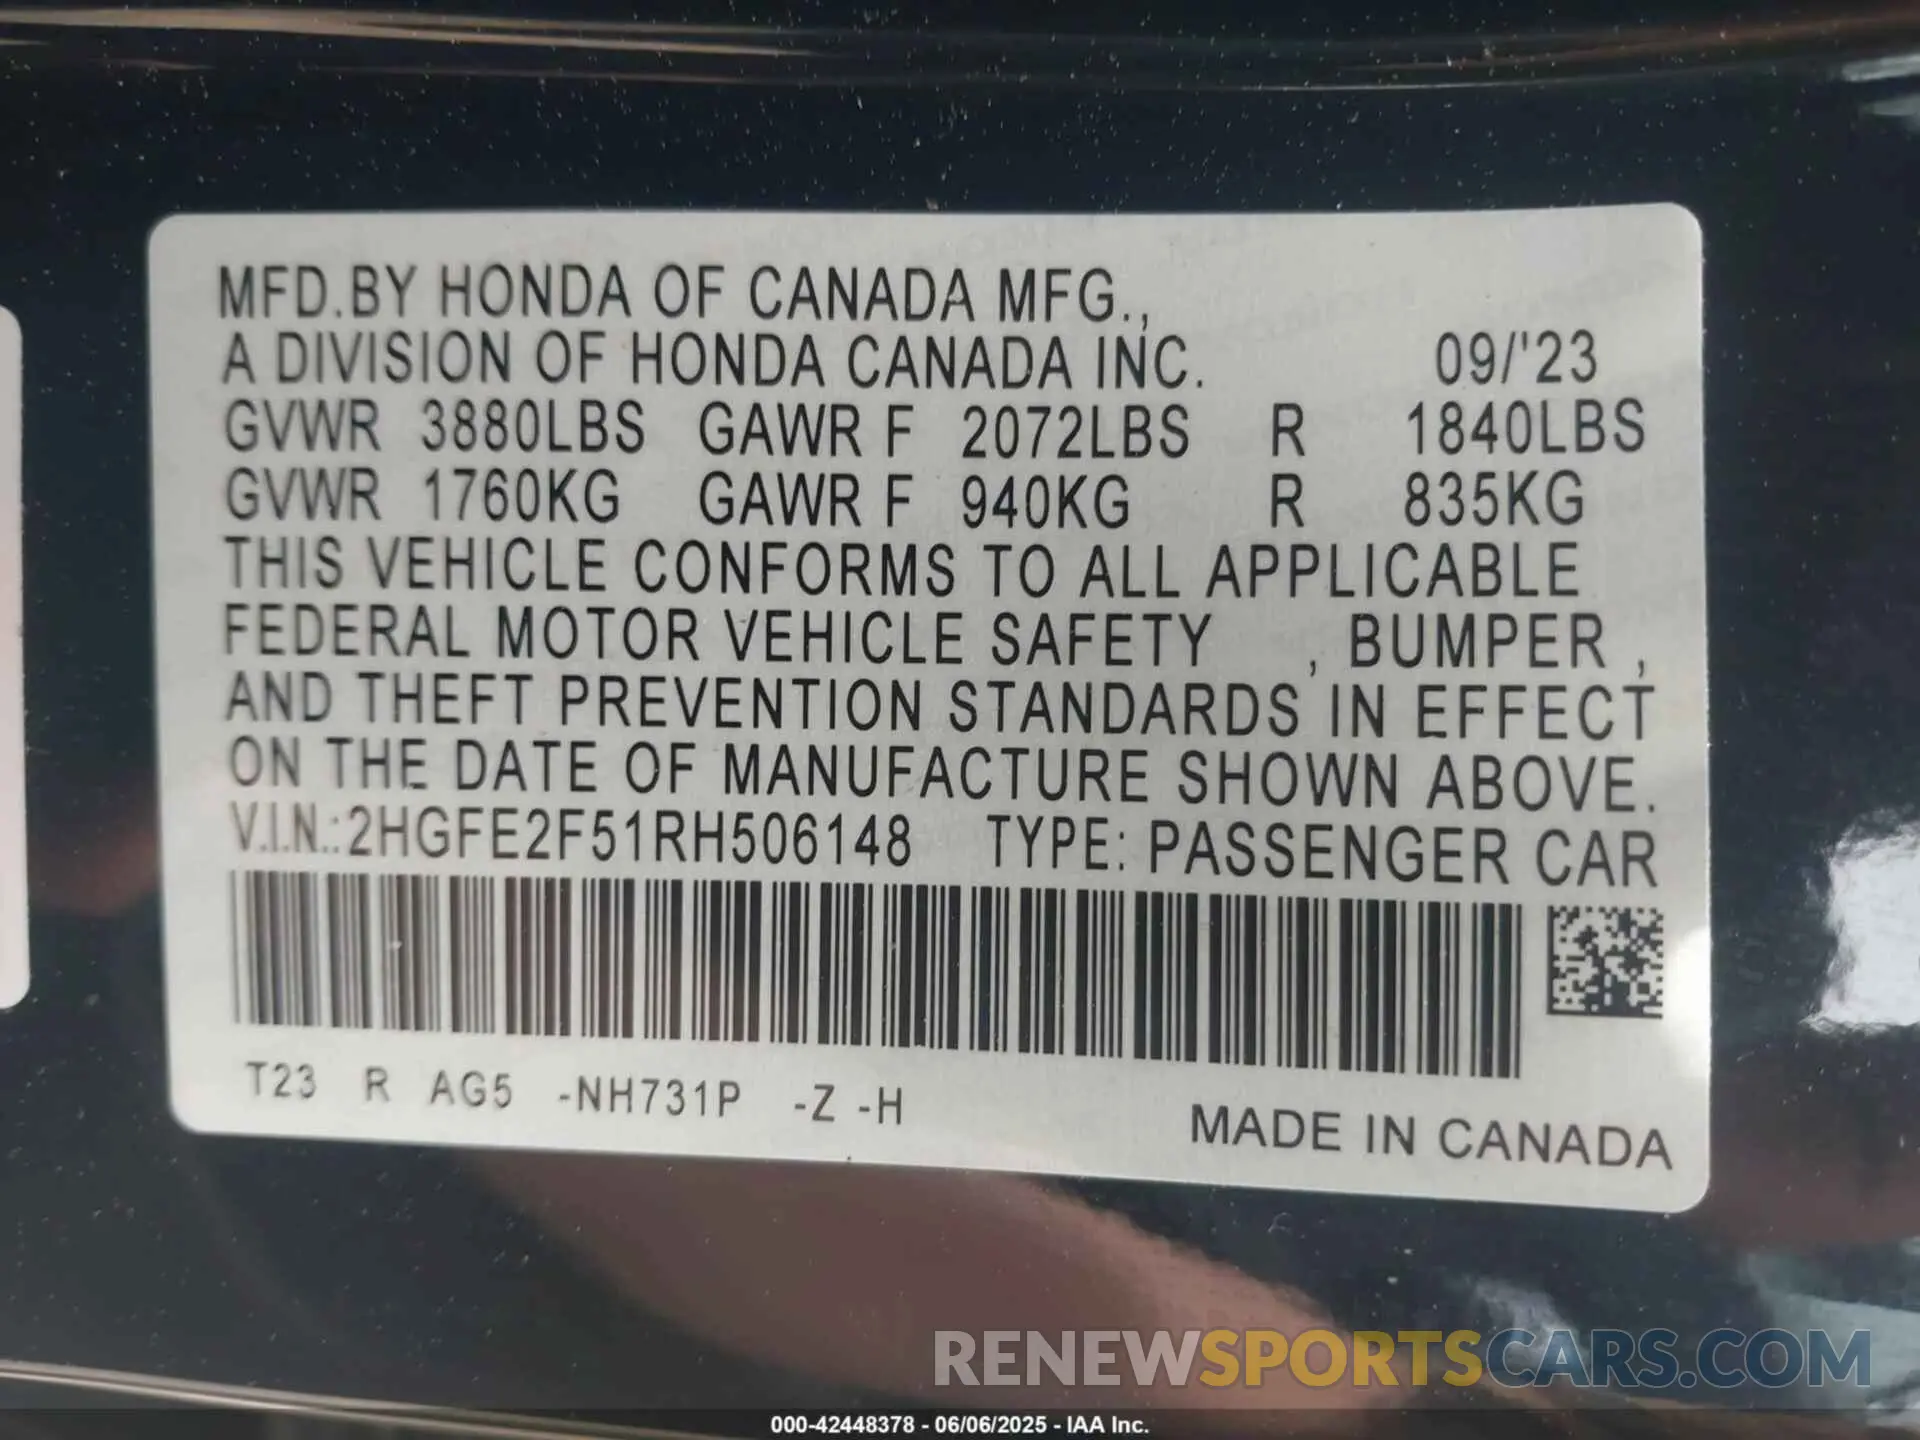 MFD.BY HONDA OF CANADA MFG.,
A DIVISION OF HONDA CANADA INC. 09/'23
GVWR 3880LBS GAWR F 2072LBS R 1840LBS
GVWR 1760KG GAWR F 940KG R 835KG
THIS VEHICLE CONFORMS TO ALL APPLICABLE
FEDERAL MOTOR VEHICLE SAFETY , BUMPER ,
AND THEFT PREVENTION STANDARDS IN EFFECT
ON THE DATE OF MANUFACTURE SHOWN ABOVE.
V.I.N.:2HGFE2F51RH506148 TYPE: PASSENGER CAR
T23 R AG5 -NH731P -Z -H
MADE IN CANADA
RENEWSPORTSCARS.COM
000-42448378 - 06/06/2025 - IAA Inc.